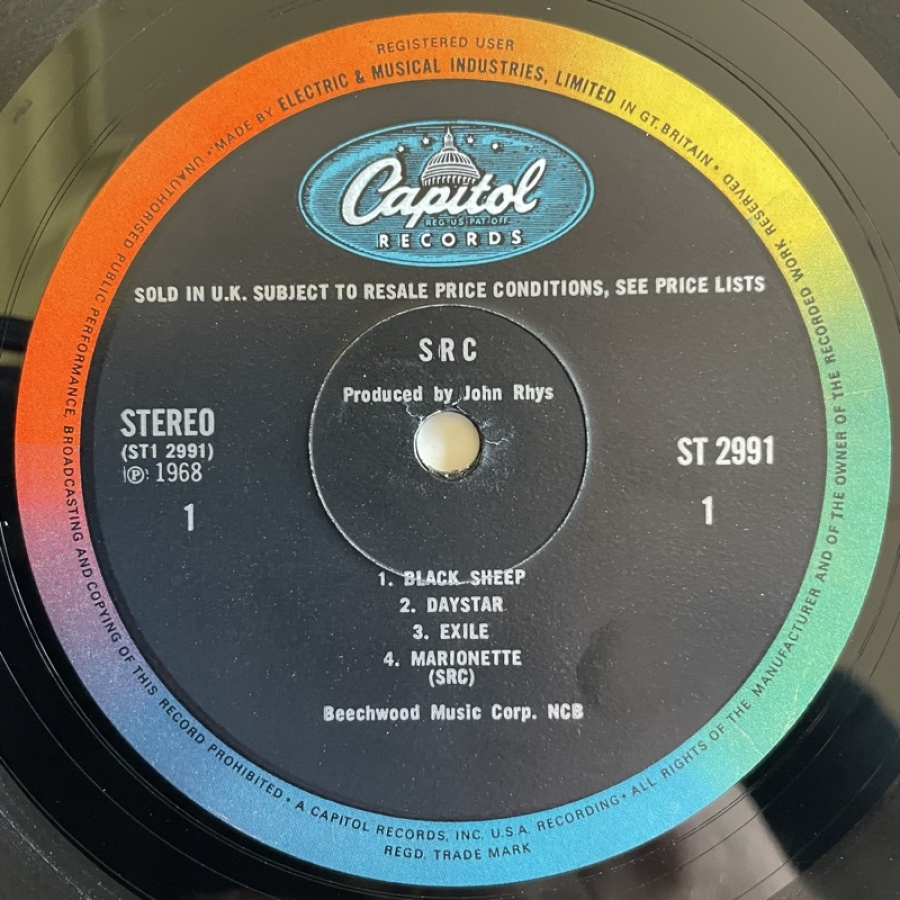 REGISTERED USER
UNAUTHORISED PUBLIC PERFORMANCE, BROADCASTING AND COPYING OF THIS RECORD PROHIBITED • A CAPITOL RECORDS, INC. U.S.A. RECORDING • ALL RIGHTS OF THE MANUFACTURER AND OF THE OWNER OF THE RECORDED WORK RESERVED •
MADE BY ELECTRIC & MUSICAL INDUSTRIES, LIMITED IN GT. BRITAIN •
REGD. TRADE MARK
Capitol
REG·US·PAT·OFF
RECORDS
SOLD IN U.K. SUBJECT TO RESALE PRICE CONDITIONS, SEE PRICE LISTS
SRC
Produced by John Rhys
STEREO
(ST1 2991)
℗ 1968
1
ST 2991
1
1. BLACK SHEEP
2. DAYSTAR
3. EXILE
4. MARIONETTE
(SRC)
Beechwood Music Corp. NCB